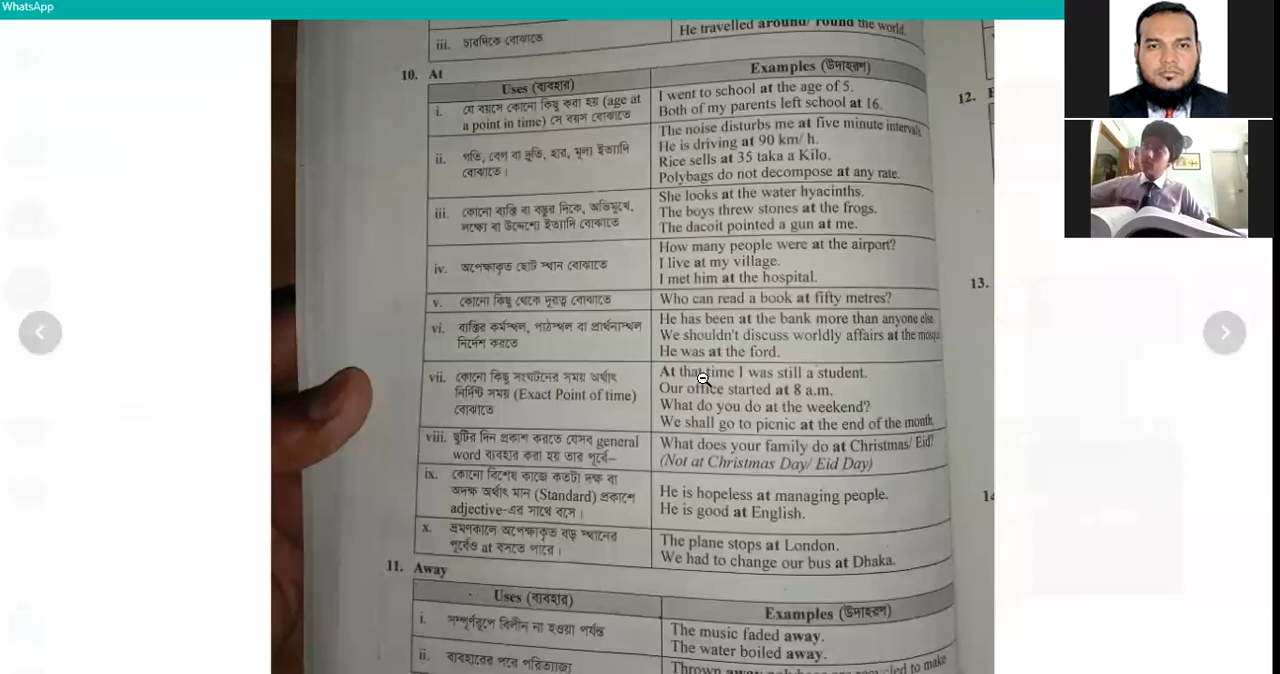 WhatsApp
iii. চারদিকে বোঝাতে
He travelled around/ round the world.
10. At
Uses (ব্যবহার)
Examples (উদাহরণ)
i. যে বয়সে কোনো কিছু করা হয় (age at
a point in time) সে বয়স বোঝাতে
I went to school at the age of 5.
Both of my parents left school at 16.
ii. গতি, বেগ বা দ্রুতি, হার, মূল্য ইত্যাদি
বোঝাতে।
The noise disturbs me at five minute intervals.
He is driving at 90 km/ h.
Rice sells at 35 taka a Kilo.
Polybags do not decompose at any rate.
iii. কোনো ব্যক্তি বা বস্তুর দিকে, অভিমুখে,
লক্ষ্যে বা উদ্দেশ্যে ইত্যাদি বোঝাতে
She looks at the water hyacinths.
The boys threw stones at the frogs.
The dacoit pointed a gun at me.
iv. অপেক্ষাকৃত ছোট স্থান বোঝাতে
How many people were at the airport?
I live at my village.
I met him at the hospital.
v. কোনো কিছু থেকে দূরত্ব বোঝাতে
Who can read a book at fifty metres?
vi. ব্যক্তির কর্মস্থল, পাঠস্থল বা প্রার্থনাস্থল
নির্দেশ করতে
He has been at the bank more than anyone else.
We shouldn't discuss worldly affairs at the mosque
He was at the ford.
vii. কোনো কিছু সংঘটনের সময় অর্থাৎ
নির্দিষ্ট সময় (Exact Point of time)
বোঝাতে
At that time I was still a student.
Our office started at 8 a.m.
What do you do at the weekend?
We shall go to picnic at the end of the month.
viii. ছুটির দিন প্রকাশ করতে যেসব general
word ব্যবহার করা হয় তার পূর্বে–
What does your family do at Christmas/ Eid?
(Not at Christmas Day/ Eid Day)
ix. কোনো বিশেষ কাজে কতটা দক্ষ বা
অদক্ষ অর্থাৎ মান (Standard) প্রকাশে
adjective-এর সাথে বসে।
He is hopeless at managing people.
He is good at English.
x. ভ্রমণকালে অপেক্ষাকৃত বড় স্থানের
পূর্বেও at বসতে পারে।
The plane stops at London.
We had to change our bus at Dhaka.
11. Away
Uses (ব্যবহার)
Examples (উদাহরণ)
i. সম্পূর্ণরূপে বিলীন না হওয়া পর্যন্ত
The music faded away.
The water boiled away.
ii. ব্যবহারের পরে পরিত্যাজ্য
Thrown away polybags are recycled to make
12.
13.